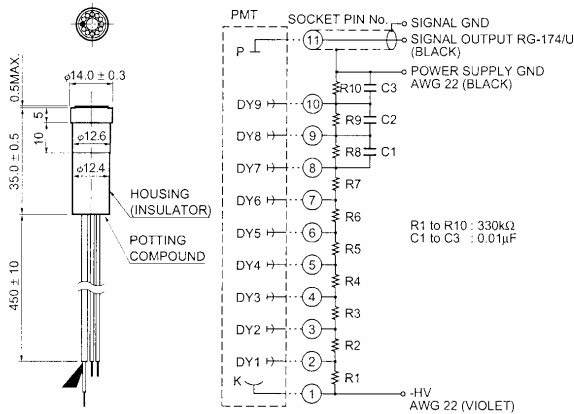 PMT
SOCKET PIN No.
SIGNAL GND
SIGNAL OUTPUT RG-174/U
(BLACK)
POWER SUPPLY GND
AWG 22 (BLACK)
P
11
R10
C3
DY9
10
R9
C2
DY8
9
R8
C1
DY7
8
R7
DY6
7
R6
DY5
6
R5
DY4
5
R4
DY3
4
R3
DY2
3
R2
DY1
2
R1
K
1
-HV
AWG 22 (VIOLET)
R1 to R10 : 330kΩ
C1 to C3 : 0.01µF
φ14.0 ± 0.3
0.5MAX.
5
10
φ12.6
φ12.4
35.0 ± 0.5
HOUSING
(INSULATOR)
POTTING
COMPOUND
450 ± 10